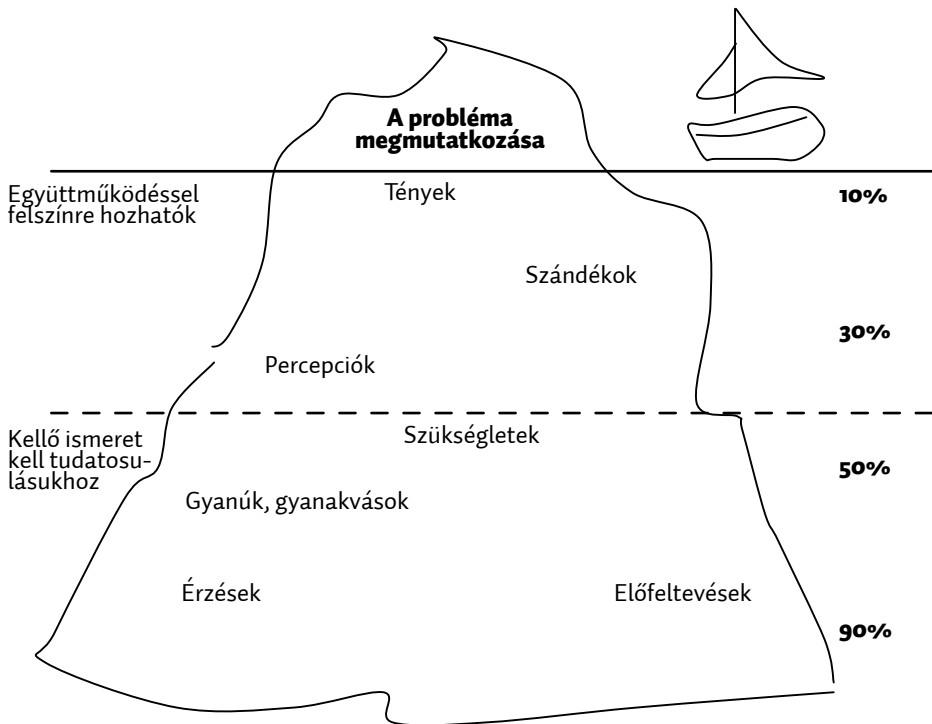 A probléma
megmutatkozása
Együttműködéssel
felszínre hozhatók
Tények
10%
Szándékok
30%
Percepciók
Kellő ismeret
kell tudatosu-
lásukhoz
Szükségletek
50%
Gyanúk, gyanakvások
Érzések
Előfeltevések
90%